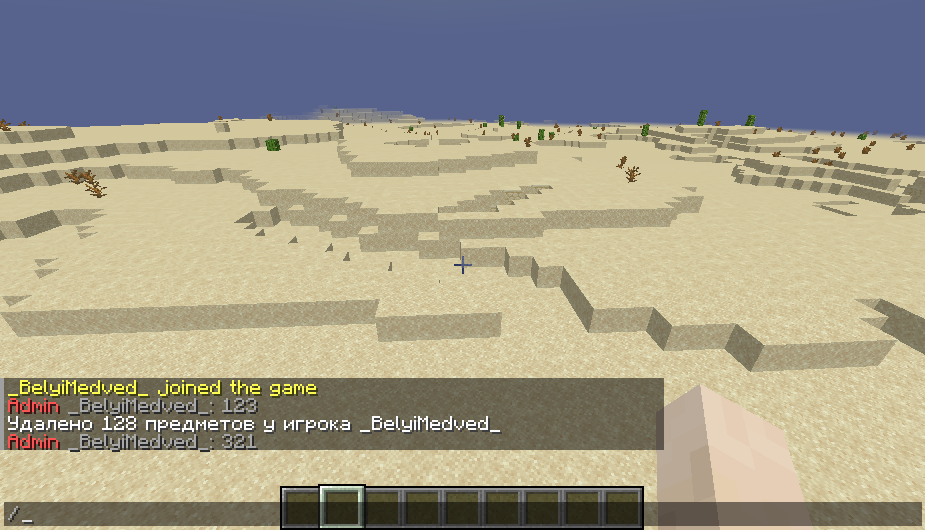 _BelyiMedved_ joined the game
Admin _BelyiMedved_: 123
Удалено 128 предметов у игрока _BelyiMedved_
Admin _BelyiMedved_: 321
/_